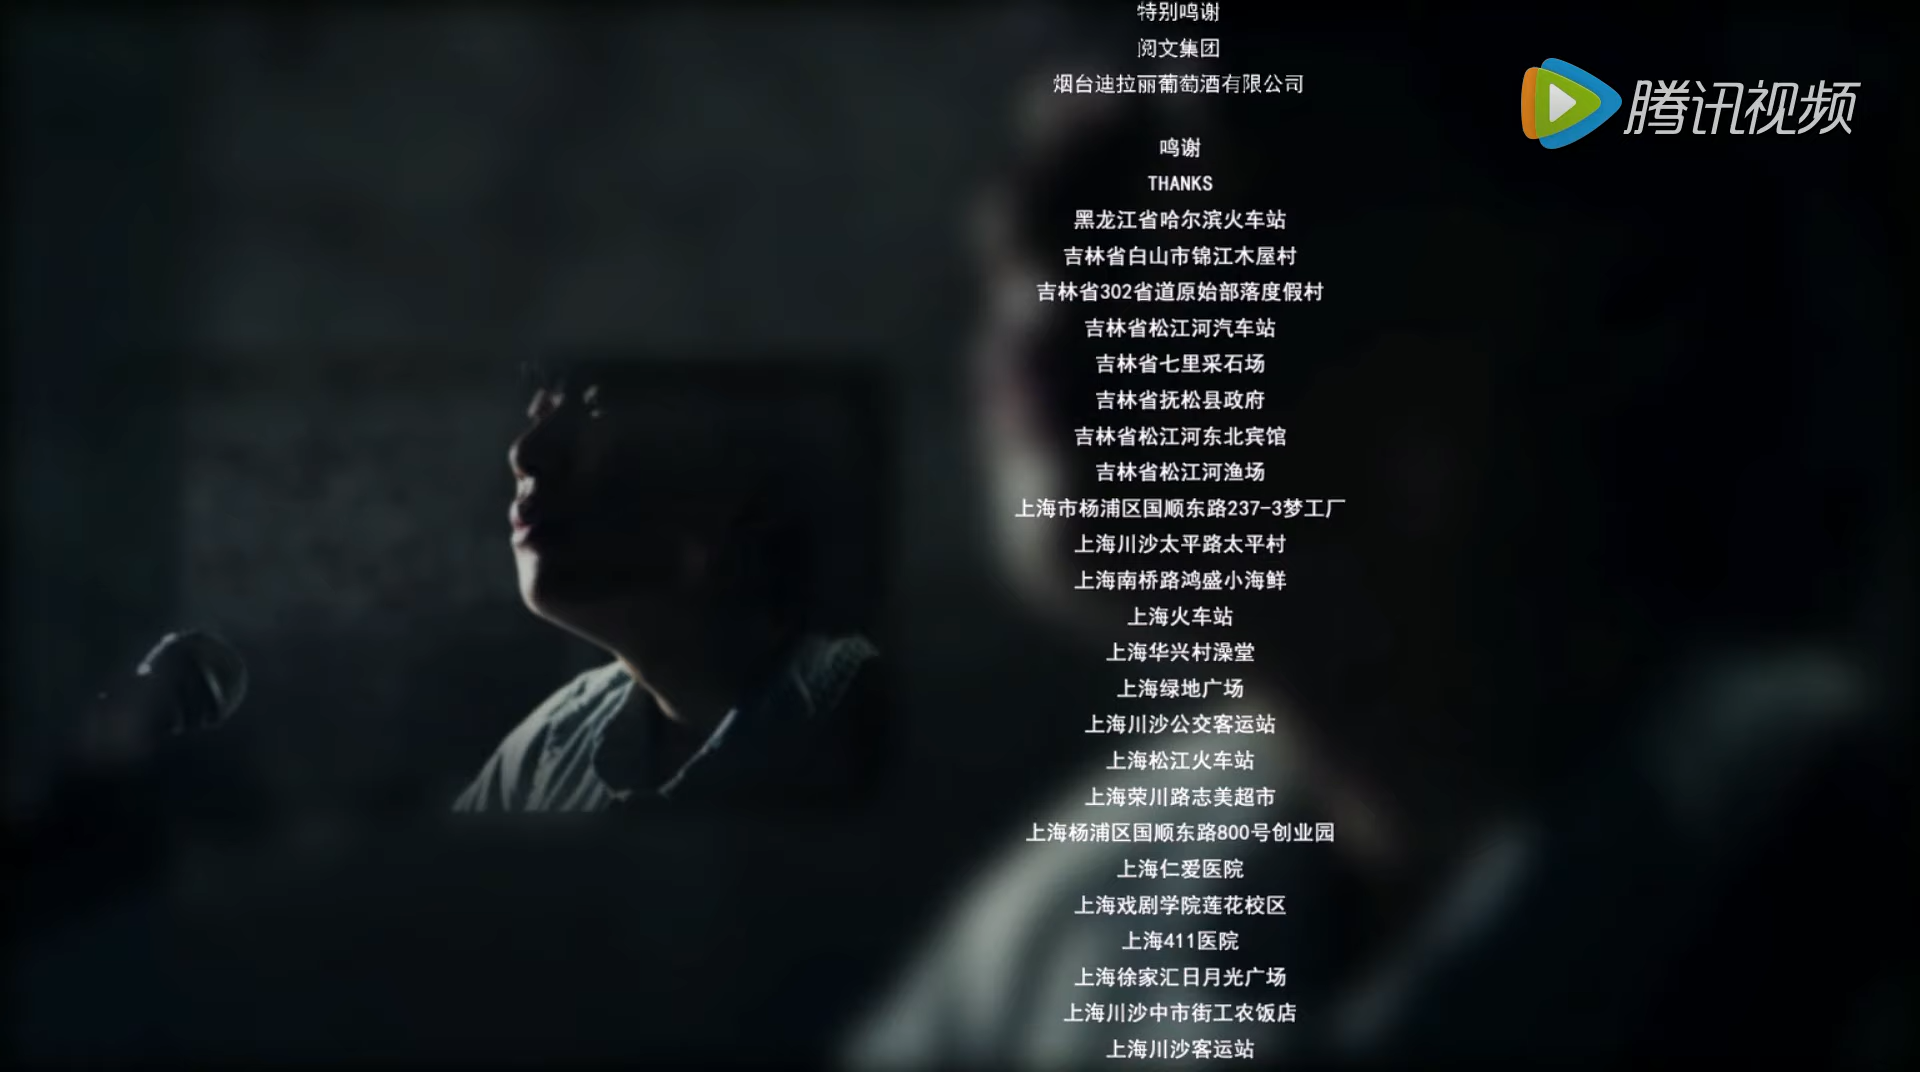 特别鸣谢
阅文集团
烟台迪拉丽葡萄酒有限公司
腾讯视频
鸣谢
THANKS
黑龙江省哈尔滨火车站
吉林省白山市锦江木屋村
吉林省302省道原始部落度假村
吉林省松江河汽车站
吉林省七里采石场
吉林省抚松县政府
吉林省松江河东北宾馆
吉林省松江河渔场
上海市杨浦区国顺东路237-3梦工厂
上海川沙太平路太平村
上海南桥路鸿盛小海鲜
上海火车站
上海华兴村澡堂
上海绿地广场
上海川沙公交客运站
上海松江火车站
上海荣川路志美超市
上海杨浦区国顺东路800号创业园
上海仁爱医院
上海戏剧学院莲花校区
上海411医院
上海徐家汇日月光广场
上海川沙中市街工农饭店
上海川沙客运站